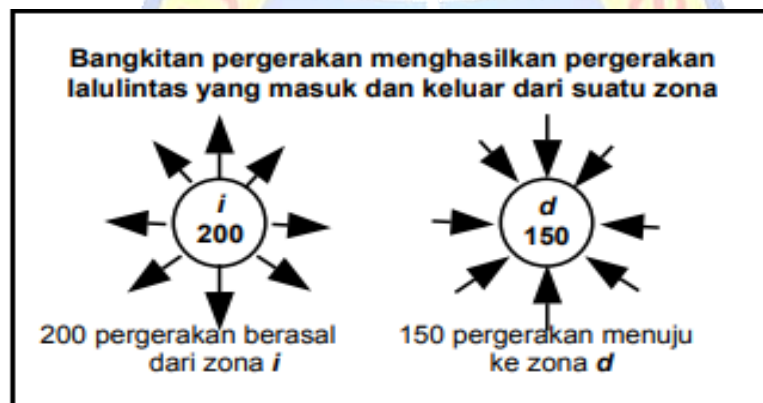 Bangkitan pergerakan menghasilkan pergerakan
lalulintas yang masuk dan keluar dari suatu zona
i
200
d
150
200 pergerakan berasal
dari zona i
150 pergerakan menuju
ke zona d